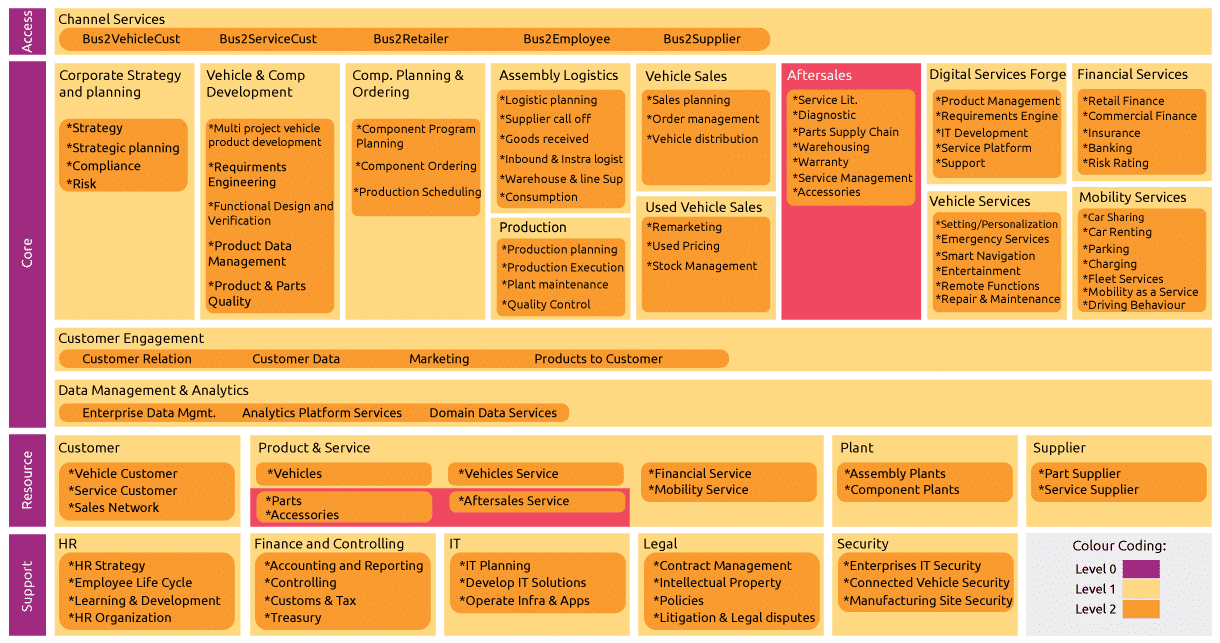 Access
Channel Services
Bus2VehicleCust Bus2ServiceCust Bus2Retailer Bus2Employee Bus2Supplier
Core
Corporate Strategy
and planning
*Strategy
*Strategic planning
*Compliance
*Risk
Vehicle & Comp
Development
*Multi project vehicle
product development
*Requirments
Engineering
*Functional Design and
Verification
*Product Data
Management
*Product & Parts
Quality
Comp. Planning &
Ordering
*Component Program
Planning
*Component Ordering
*Production Scheduling
Assembly Logistics
*Logistic planning
*Supplier call off
*Goods received
*Inbound & Instra logist
*Warehouse & line Sup
*Consumption
Production
*Production planning
*Production Execution
*Plant maintenance
*Quality Control
Vehicle Sales
*Sales planning
*Order management
*Vehicle distribution
Used Vehicle Sales
*Remarketing
*Used Pricing
*Stock Management
Aftersales
*Service Lit.
*Diagnostic
*Parts Supply Chain
*Warehousing
*Warranty
*Service Management
*Accessories
Digital Services Forge
*Product Management
*Requirements Engine
*IT Development
*Service Platform
*Support
Vehicle Services
*Setting/Personalization
*Emergency Services
*Smart Navigation
*Entertainment
*Remote Functions
*Repair & Maintenance
Financial Services
*Retail Finance
*Commercial Finance
*Insurance
*Banking
*Risk Rating
Mobility Services
*Car Sharing
*Car Renting
*Parking
*Charging
*Fleet Services
*Mobility as a Service
*Driving Behaviour
Customer Engagement
Customer Relation Customer Data Marketing Products to Customer
Data Management & Analytics
Enterprise Data Mgmt. Analytics Platform Services Domain Data Services
Resource
Customer
*Vehicle Customer
*Service Customer
*Sales Network
Product & Service
*Vehicles
*Parts
*Accessories
*Vehicles Service
*Aftersales Service
*Financial Service
*Mobility Service
Plant
*Assembly Plants
*Component Plants
Supplier
*Part Supplier
*Service Supplier
Support
HR
*HR Strategy
*Employee Life Cycle
*Learning & Development
*HR Organization
Finance and Controlling
*Accounting and Reporting
*Controlling
*Customs & Tax
*Treasury
IT
*IT Planning
*Develop IT Solutions
*Operate Infra & Apps
Legal
*Contract Management
*Intellectual Property
*Policies
*Litigation & Legal disputes
Security
*Enterprises IT Security
*Connected Vehicle Security
*Manufacturing Site Security
Colour Coding:
Level 0
Level 1
Level 2